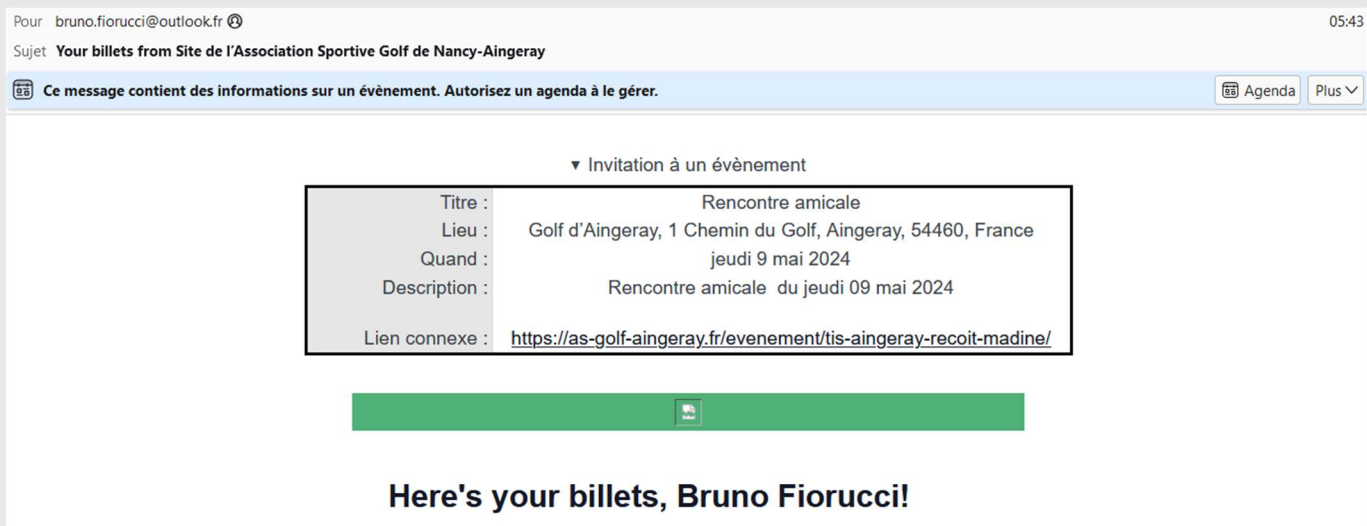 Pour bruno.fiorucci@outlook.fr 05:43
Sujet Your billets from Site de l'Association Sportive Golf de Nancy-Aingeray
Ce message contient des informations sur un évènement. Autorisez un agenda à le gérer. Agenda Plus
▾ Invitation à un évènement
Titre : Rencontre amicale
Lieu : Golf d'Aingeray, 1 Chemin du Golf, Aingeray, 54460, France
Quand : jeudi 9 mai 2024
Description : Rencontre amicale du jeudi 09 mai 2024
Lien connexe : https://as-golf-aingeray.fr/evenement/tis-aingeray-recoit-madine/
Here's your billets, Bruno Fiorucci!